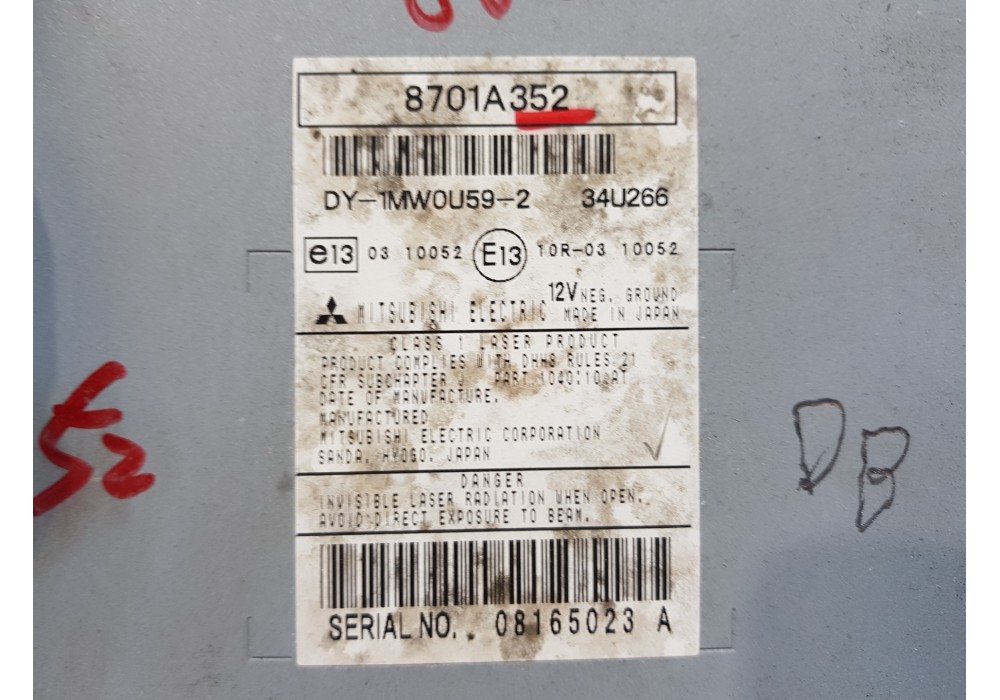 8701A352
DY-1MW0U59-2 34U266
e13 03 10052 E13 10R-03 10052
MITSUBISHI ELECTRIC 12V NEG. GROUND
MADE IN JAPAN
CLASS 1 LASER PRODUCT
PRODUCT COMPLIES WITH DHHS RULES 21
CFR SUBCHAPTER J PART 1040:10 AT
DATE OF MANUFACTURE.
MANUFACTURED
MITSUBISHI ELECTRIC CORPORATION
SANDA, HYOGO, JAPAN
DANGER
INVISIBLE LASER RADIATION WHEN OPEN.
AVOID DIRECT EXPOSURE TO BEAM.
SERIAL NO. 08165023 A
52
DB